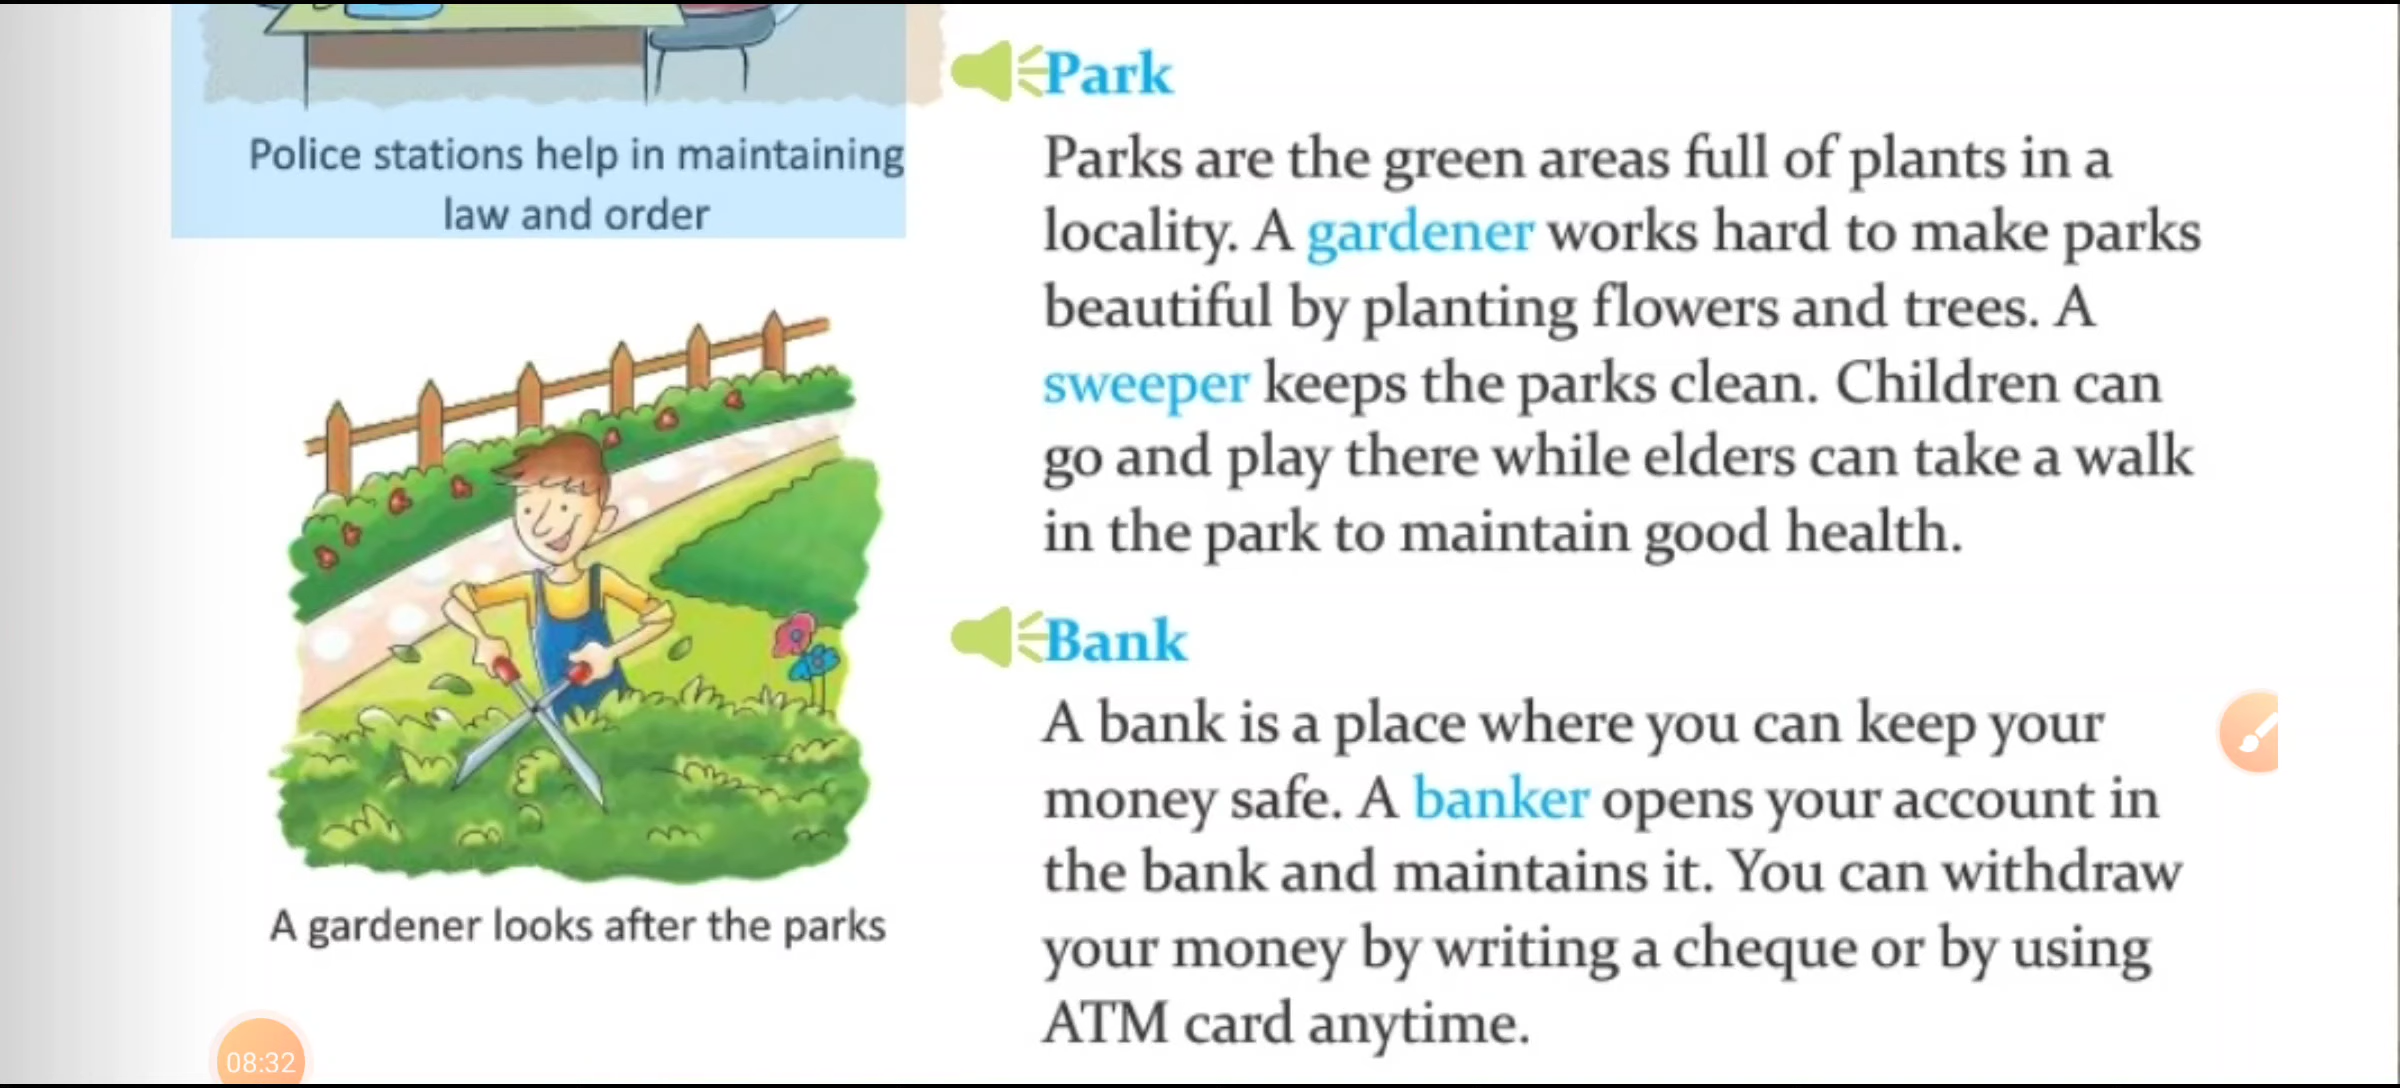 Police stations help in maintaining
law and order
A gardener looks after the parks
Park
Parks are the green areas full of plants in a
locality. A gardener works hard to make parks
beautiful by planting flowers and trees. A
sweeper keeps the parks clean. Children can
go and play there while elders can take a walk
in the park to maintain good health.
Bank
A bank is a place where you can keep your
money safe. A banker opens your account in
the bank and maintains it. You can withdraw
your money by writing a cheque or by using
ATM card anytime.
08:32